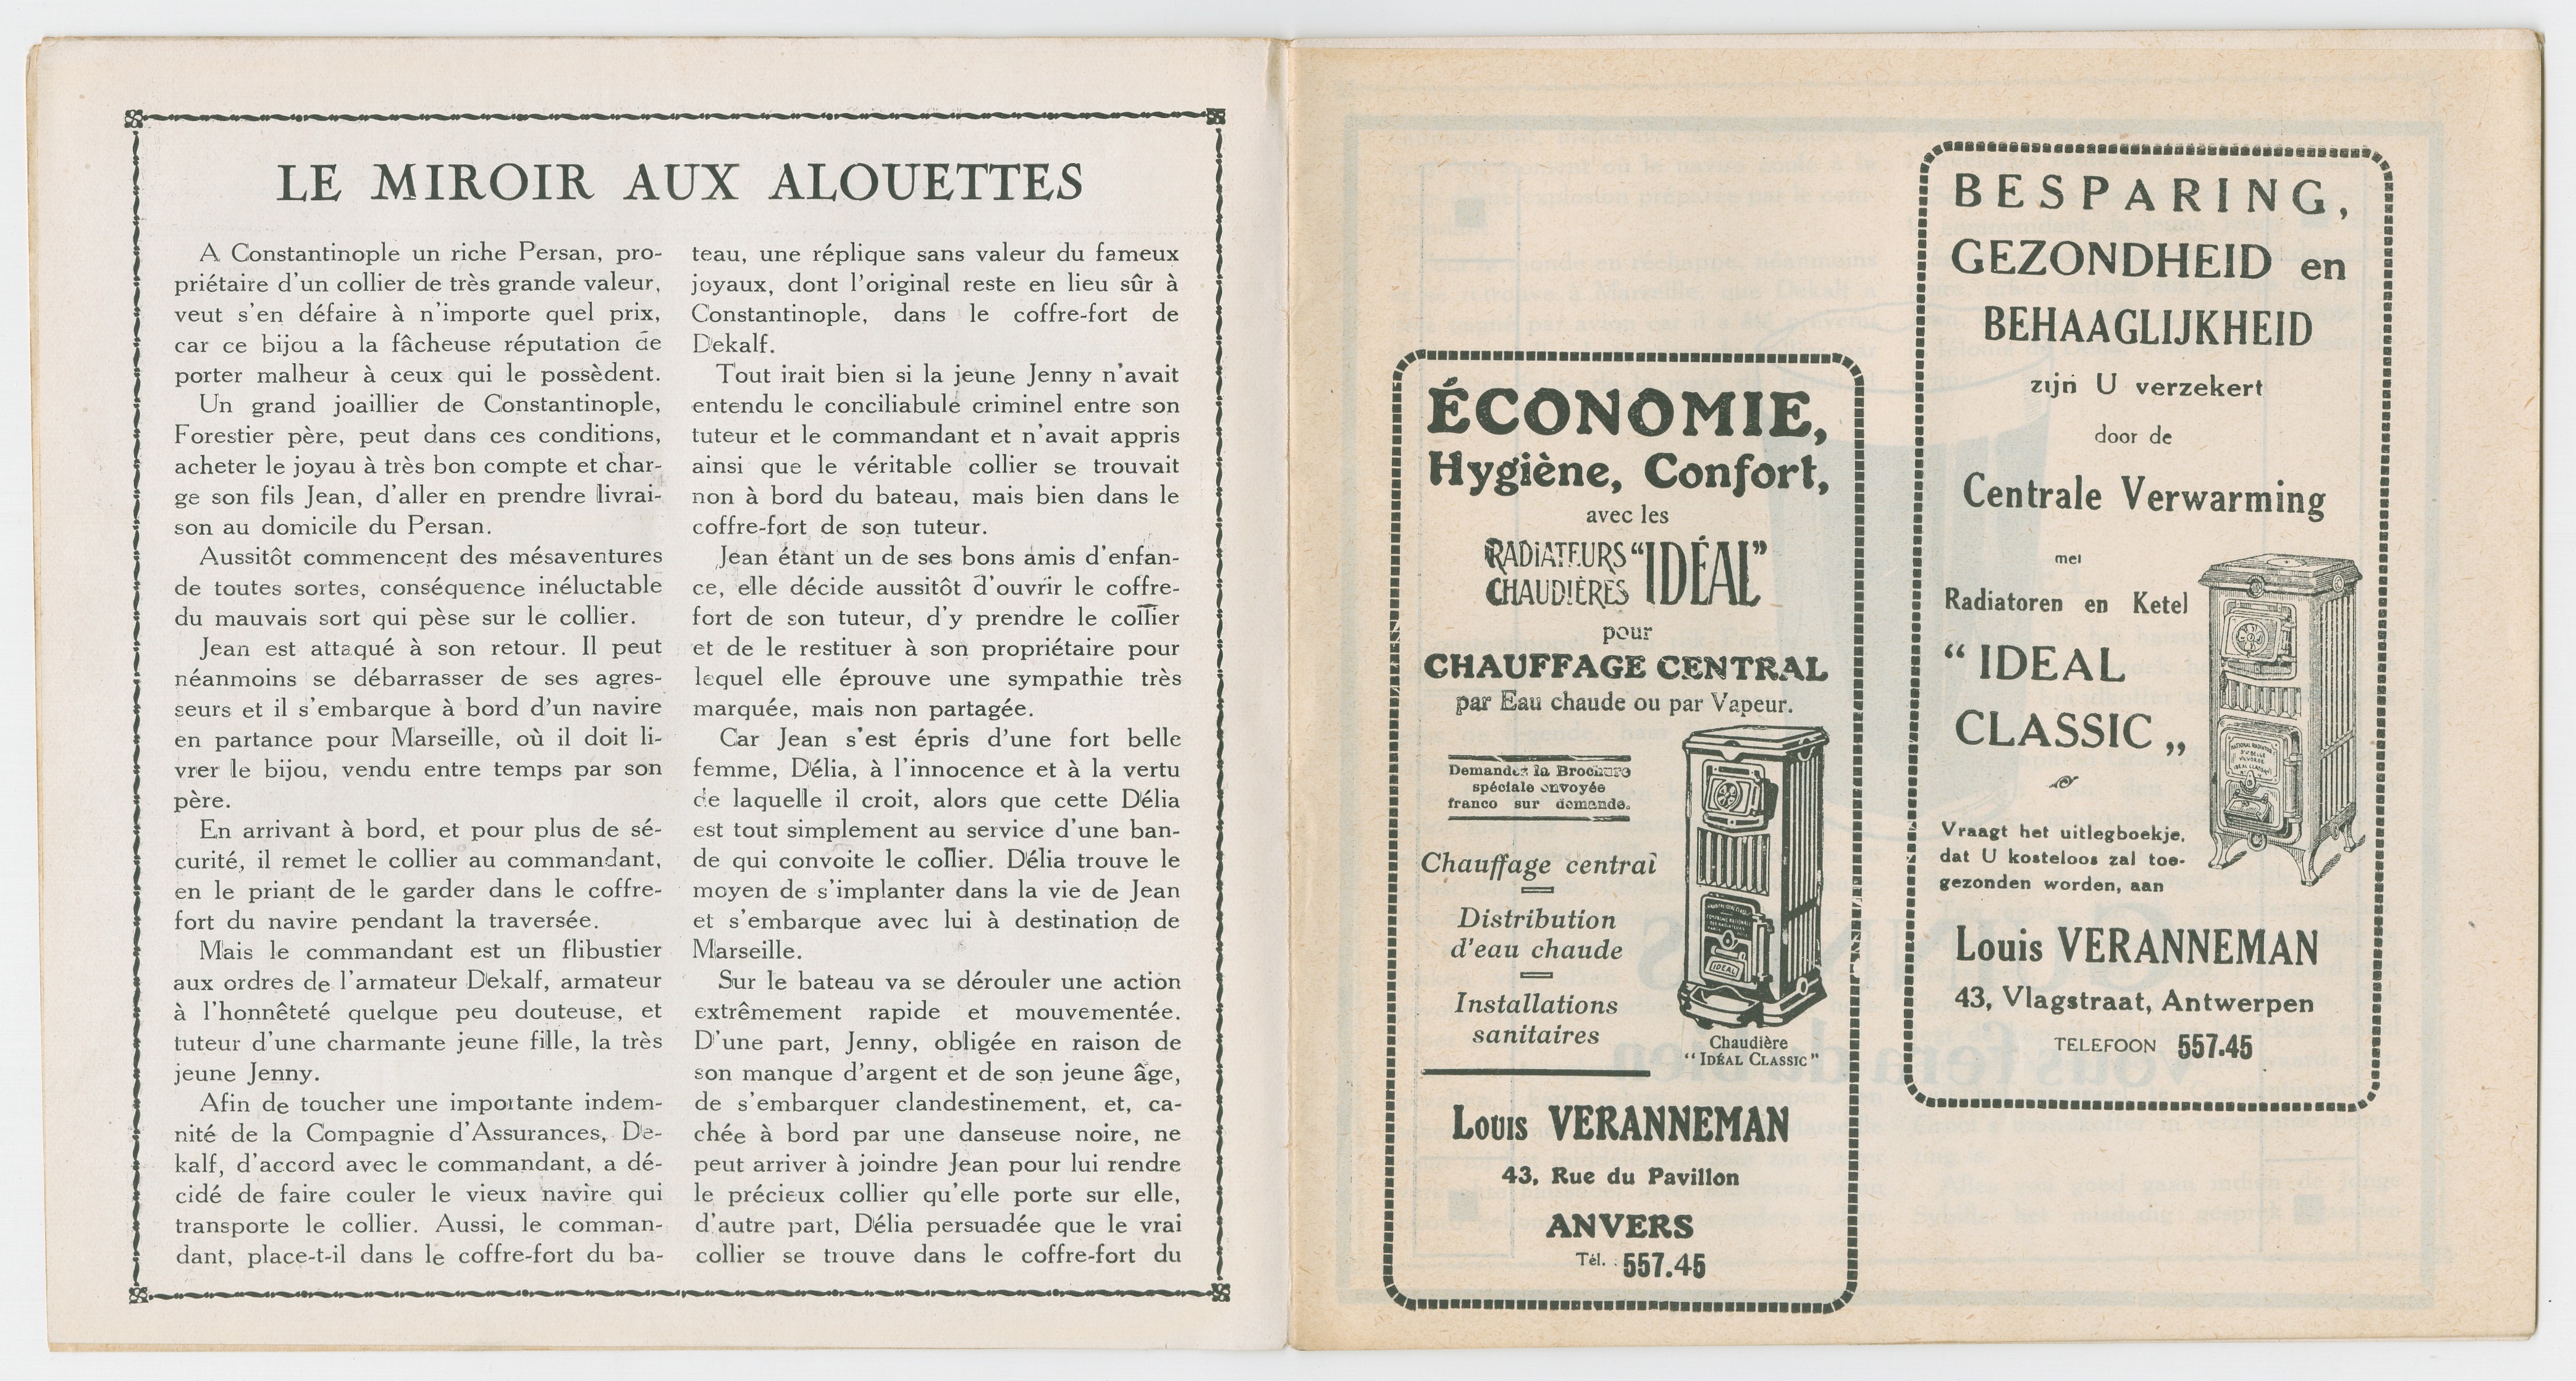 LE MIROIR AUX ALOUETTES
A Constantinople un riche Persan, pro-
priétaire d'un collier de très grande valeur,
veut s'en défaire à n'importe quel prix,
car ce bijou a la fâcheuse réputation de
porter malheur à ceux qui le possèdent.
Un grand joaillier de Constantinople,
Forestier père, peut dans ces conditions,
acheter le joyau à très bon compte et char-
ge son fils Jean, d'aller en prendre livrai-
son au domicile du Persan.
Aussitôt commencent des mésaventures
de toutes sortes, conséquence inéluctable
du mauvais sort qui pèse sur le collier.
Jean est attaqué à son retour. Il peut
néanmoins se débarrasser de ses agres-
seurs et il s'embarque à bord d'un navire
en partance pour Marseille, où il doit li-
vrer le bijou, vendu entre temps par son
père.
En arrivant à bord, et pour plus de sé-
curité, il remet le collier au commandant,
en le priant de le garder dans le coffre-
fort du navire pendant la traversée.
Mais le commandant est un flibustier
aux ordres de l'armateur Dekalf, armateur
à l'honnêteté quelque peu douteuse, et
tuteur d'une charmante jeune fille, la très
jeune Jenny.
Afin de toucher une importante indem-
nité de la Compagnie d'Assurances, De-
kalf, d'accord avec le commandant, a dé-
cidé de faire couler le vieux navire qui
transporte le collier. Aussi, le comman-
dant, place-t-il dans le coffre-fort du ba-
teau, une réplique sans valeur du fameux
joyaux, dont l'original reste en lieu sûr à
Constantinople, dans le coffre-fort de
Dekalf.
Tout irait bien si la jeune Jenny n'avait
entendu le conciliabule criminel entre son
tuteur et le commandant et n'avait appris
ainsi que le véritable collier se trouvait
non à bord du bateau, mais bien dans le
coffre-fort de son tuteur.
Jean étant un de ses bons amis d'enfan-
ce, elle décide aussitôt d'ouvrir le coffre-
fort de son tuteur, d'y prendre le collier
et de le restituer à son propriétaire pour
lequel elle éprouve une sympathie très
marquée, mais non partagée.
Car Jean s'est épris d'une fort belle
femme, Délia, à l'innocence et à la vertu
de laquelle il croit, alors que cette Délia
est tout simplement au service d'une ban-
de qui convoite le collier. Délia trouve le
moyen de s'implanter dans la vie de Jean
et s'embarque avec lui à destination de
Marseille.
Sur le bateau va se dérouler une action
extrêmement rapide et mouvementée.
D'une part, Jenny, obligée en raison de
son manque d'argent et de son jeune âge,
de s'embarquer clandestinement, et, ca-
chée à bord par une danseuse noire, ne
peut arriver à joindre Jean pour lui rendre
le précieux collier qu'elle porte sur elle,
d'autre part, Délia persuadée que le vrai
collier se trouve dans le coffre-fort du
ÉCONOMIE,
Hygiène, Confort,
avec les
RADIATEURS
CHAUDIÈRES
“IDÉAL”
pour
CHAUFFAGE CENTRAL
par Eau chaude ou par Vapeur.
Demandez la Brochure
spéciale envoyée
franco sur demande.
Chauffage central
Distribution
d'eau chaude
Installations
sanitaires
IDEAL
Chaudière
“IDÉAL CLASSIC”
Louis VERANNEMAN
43, Rue du Pavillon
ANVERS
Tél. : 557.45
BESPARING,
GEZONDHEID en
BEHAAGLIJKHEID
zijn U verzekert
door de
Centrale Verwarming
met
Radiatoren en Ketel
“ IDEAL
CLASSIC „
Vraagt het uitlegboekje,
dat U kosteloos zal toe-
gezonden worden, aan
Louis VERANNEMAN
43, Vlagstraat, Antwerpen
TELEFOON 557.45